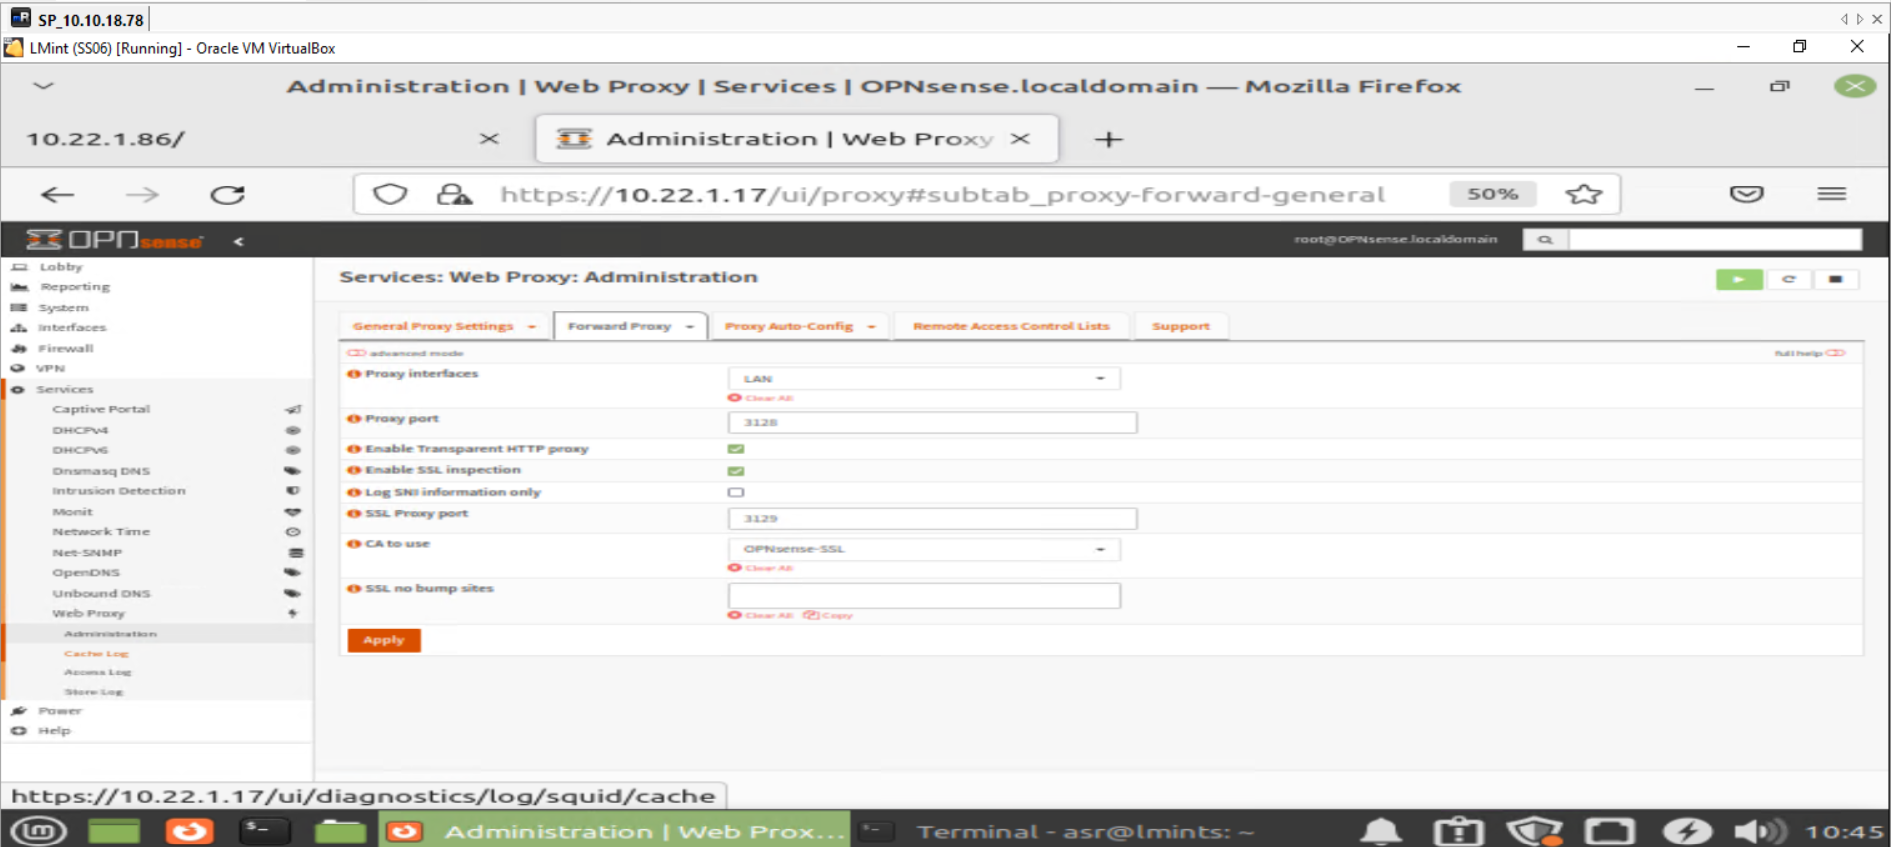 SP_10.10.18.78
LMint (SS06) [Running] - Oracle VM VirtualBox
Administration | Web Proxy | Services | OPNsense.localdomain — Mozilla Firefox
10.22.1.86/
Administration | Web Proxy
https://10.22.1.17/ui/proxy#subtab_proxy-forward-general
50%
OPNsense
root@OPNsense.localdomain
Lobby
Reporting
System
Interfaces
Firewall
VPN
Services
Captive Portal
DHCPv4
DHCPv6
Dnsmasq DNS
Intrusion Detection
Monit
Network Time
Net-SNMP
OpenDNS
Unbound DNS
Web Proxy
Administration
Cache Log
Access Log
Store Log
Power
Help
Services: Web Proxy: Administration
General Proxy Settings
Forward Proxy
Proxy Auto-Config
Remote Access Control Lists
Support
advanced mode
full help
Proxy interfaces
LAN
Clear All
Proxy port
3128
Enable Transparent HTTP proxy
Enable SSL inspection
Log SNI information only
SSL Proxy port
3129
CA to use
OPNsense-SSL
Clear All
SSL no bump sites
Clear All Copy
Apply
https://10.22.1.17/ui/diagnostics/log/squid/cache
Administration | Web Prox...
Terminal - asr@lmints: ~
10:45